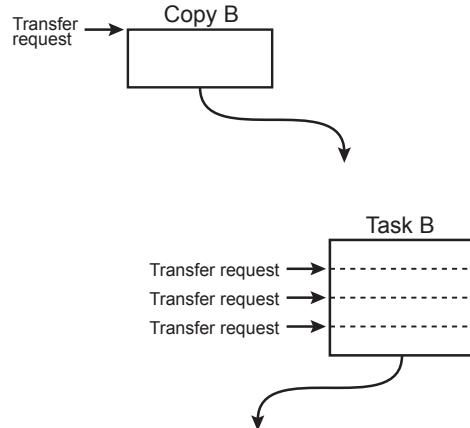 Copy B
Transfer
request
Task B
Transfer request
Transfer request
Transfer request